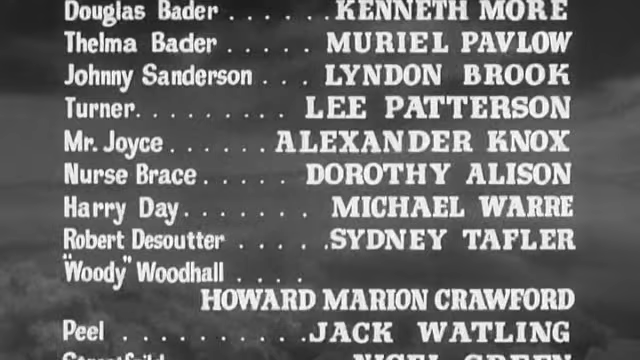 Douglas Bader . . . . . . . KENNETH MORE
Thelma Bader . . . . . MURIEL PAVLOW
Johnny Sanderson . . . LYNDON BROOK
Turner. . . . . . . . . LEE PATTERSON
Mr. Joyce . . . . . . ALEXANDER KNOX
Nurse Brace . . . . . DOROTHY ALISON
Harry Day. . . . . . . MICHAEL WARRE
Robert Desoutter . . . . . SYDNEY TAFLER
"Woody" Woodhall . . . .
HOWARD MARION CRAWFORD
Peel . . . . . . . . . . JACK WATLING
NIGEL GREEN